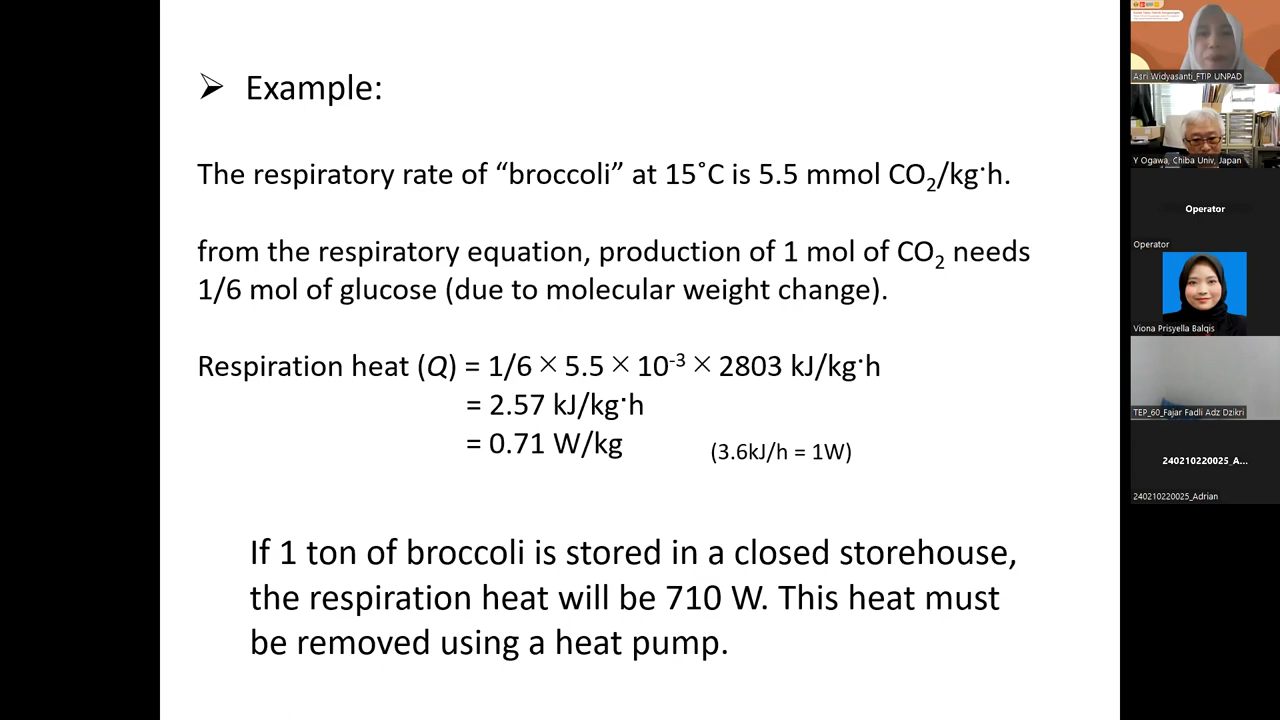 ➢ Example:
The respiratory rate of “broccoli” at 15˚C is 5.5 mmol CO₂/kg·h.
from the respiratory equation, production of 1 mol of CO₂ needs
1/6 mol of glucose (due to molecular weight change).
Respiration heat (Q) = 1/6 × 5.5 × 10⁻³ × 2803 kJ/kg·h
= 2.57 kJ/kg·h
= 0.71 W/kg (3.6kJ/h = 1W)
If 1 ton of broccoli is stored in a closed storehouse,
the respiration heat will be 710 W. This heat must
be removed using a heat pump.
Asri Widyasanti_FTIP UNPAD
Y Ogawa, Chiba Univ, Japan
Operator
Operator
Viona Prisyella Balqis
TEP_60_Fajar Fadli Adz Dzikri
240210220025_A...
240210220025_Adrian